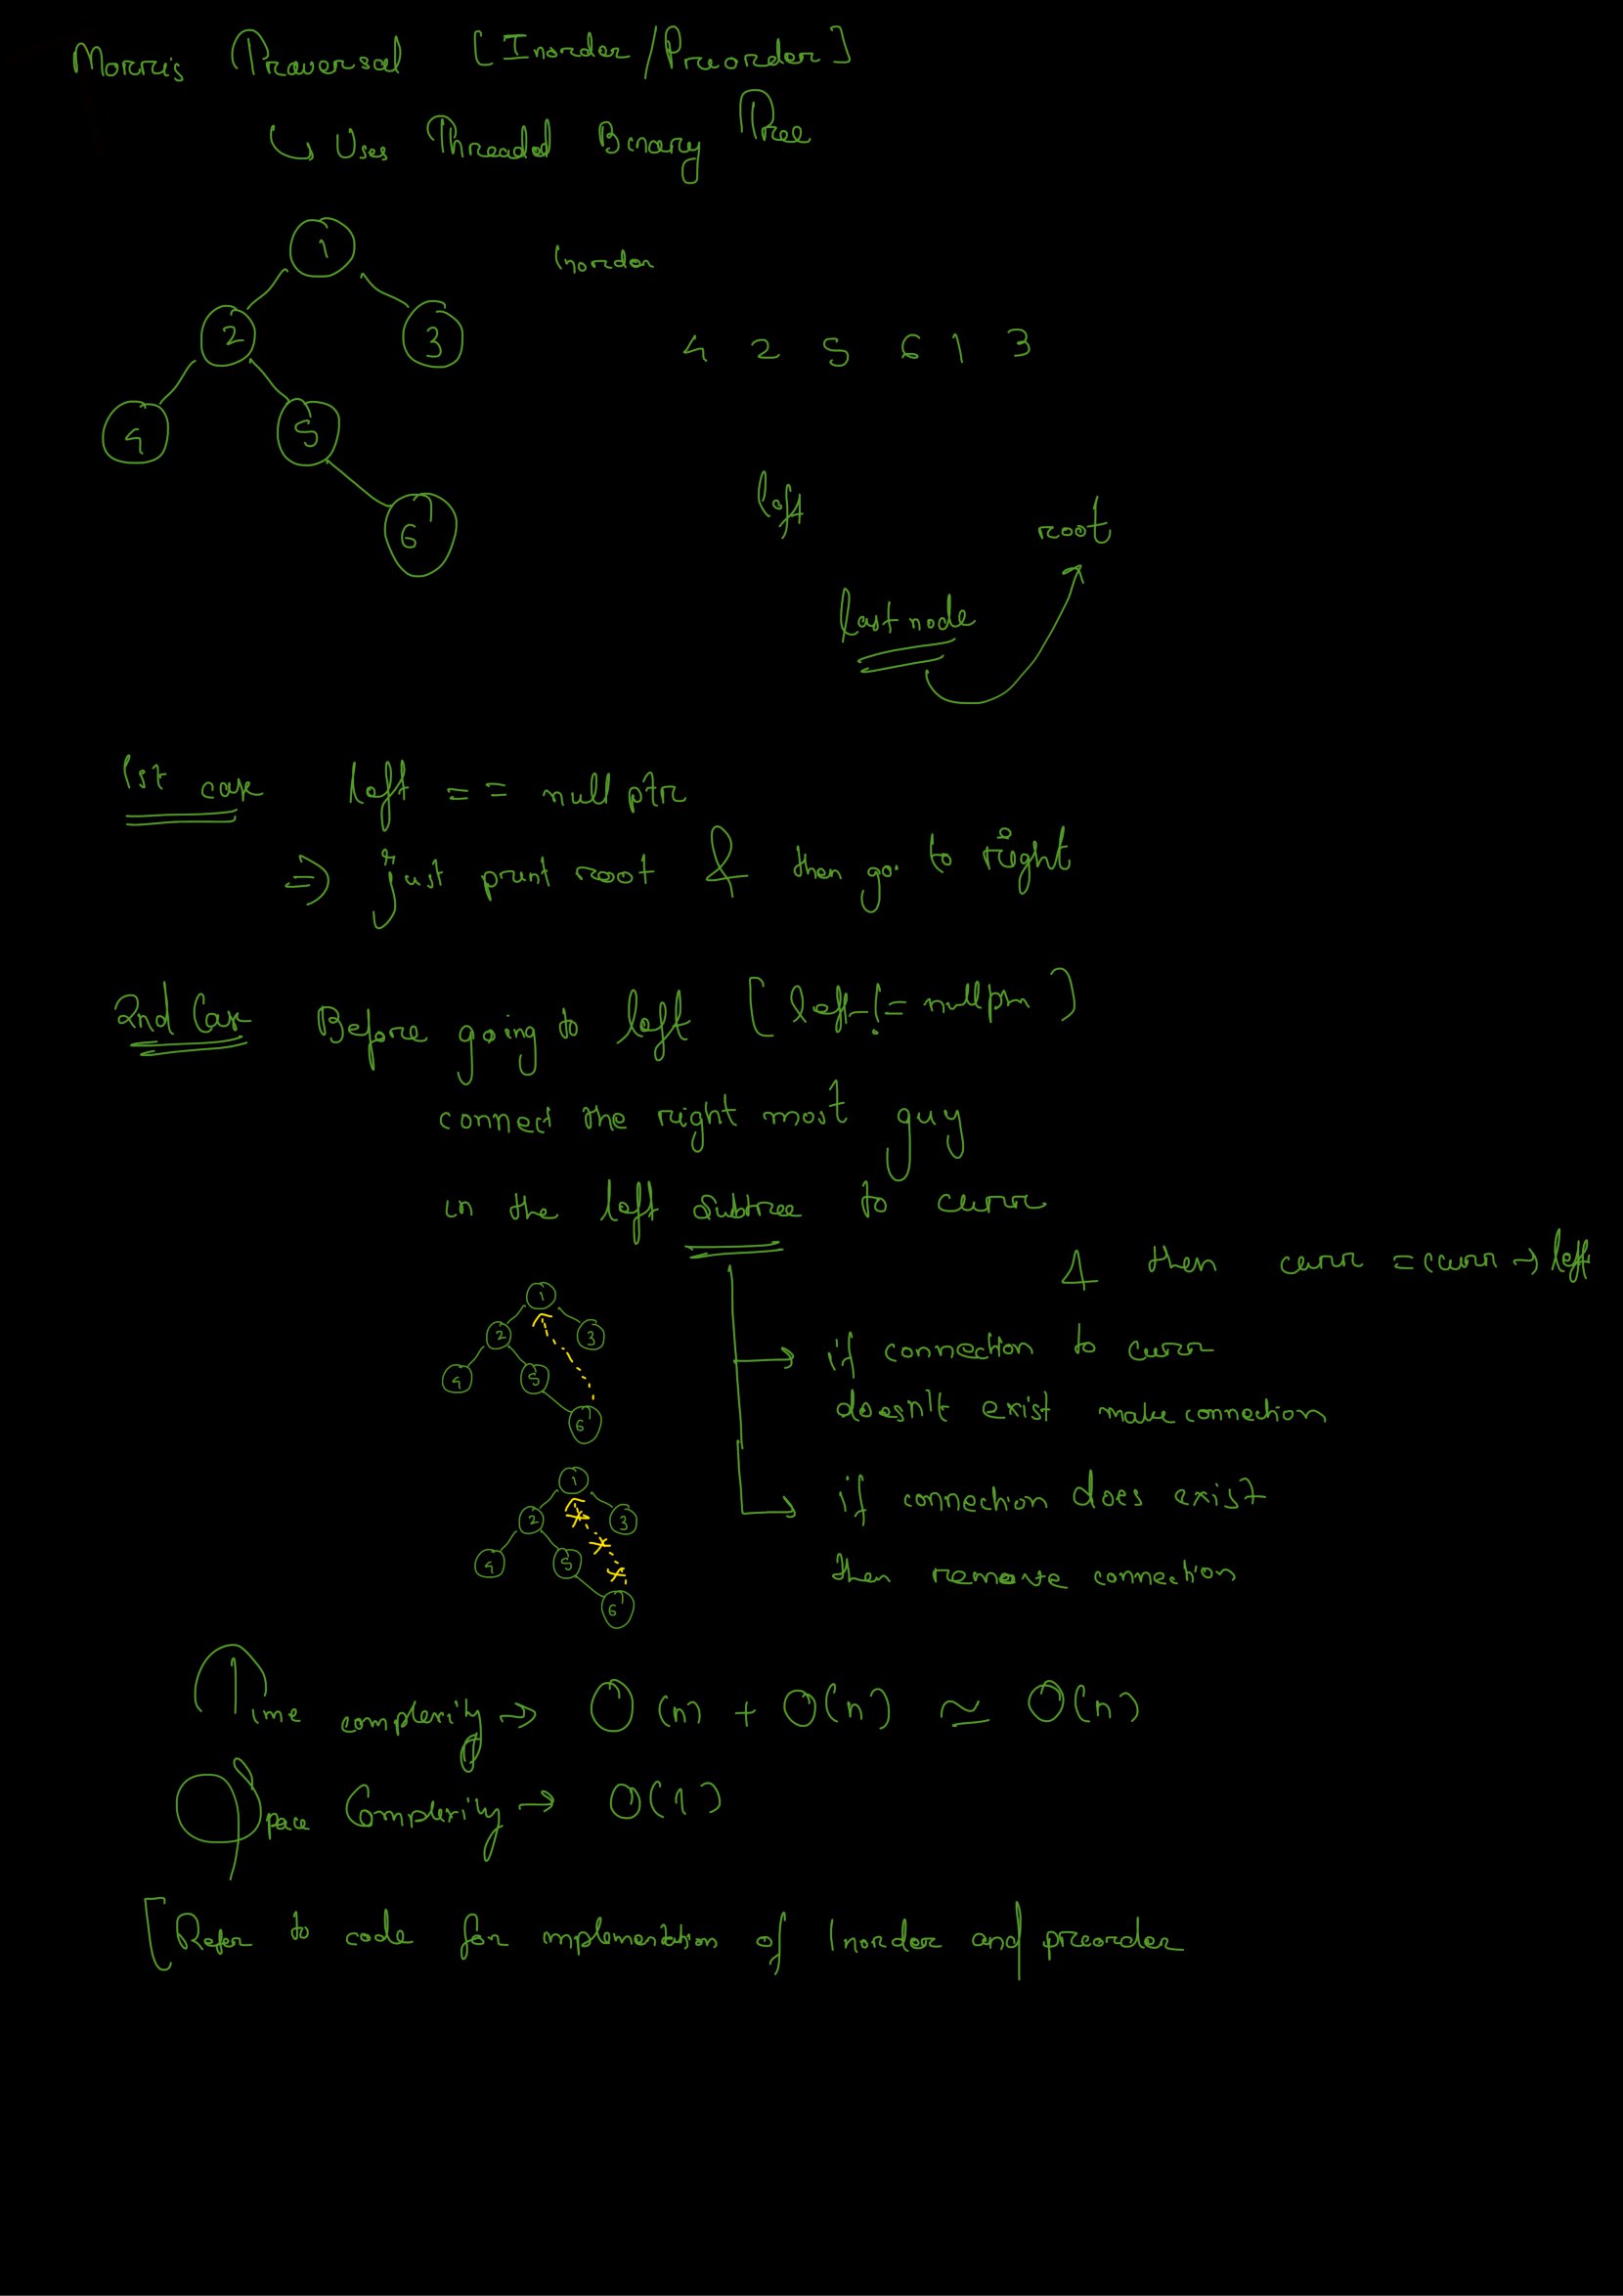 Morris Traversal [Inorder/Preorder]
↳ Uses Threaded Binary Tree
1
Inorder
2 3
4 2 5 6 1 3
4 5
left
6
root
last node
1st case left == nullptr
⇒ just print root & then go to right
2nd Case Before going to left [left != nullptr]
connect the right most guy
in the left subtree to curr
& then curr = curr → left
1
2 3
4 5
6
→ if connection to curr
doesn't exist make connection
1
2 3
4 5
6
→ if connection does exist
then remove connection
Time complexity → O(n) + O(n) ≃ O(n)
Space Complexity → O(1)
[Refer to code for implementation of Inorder and preorder